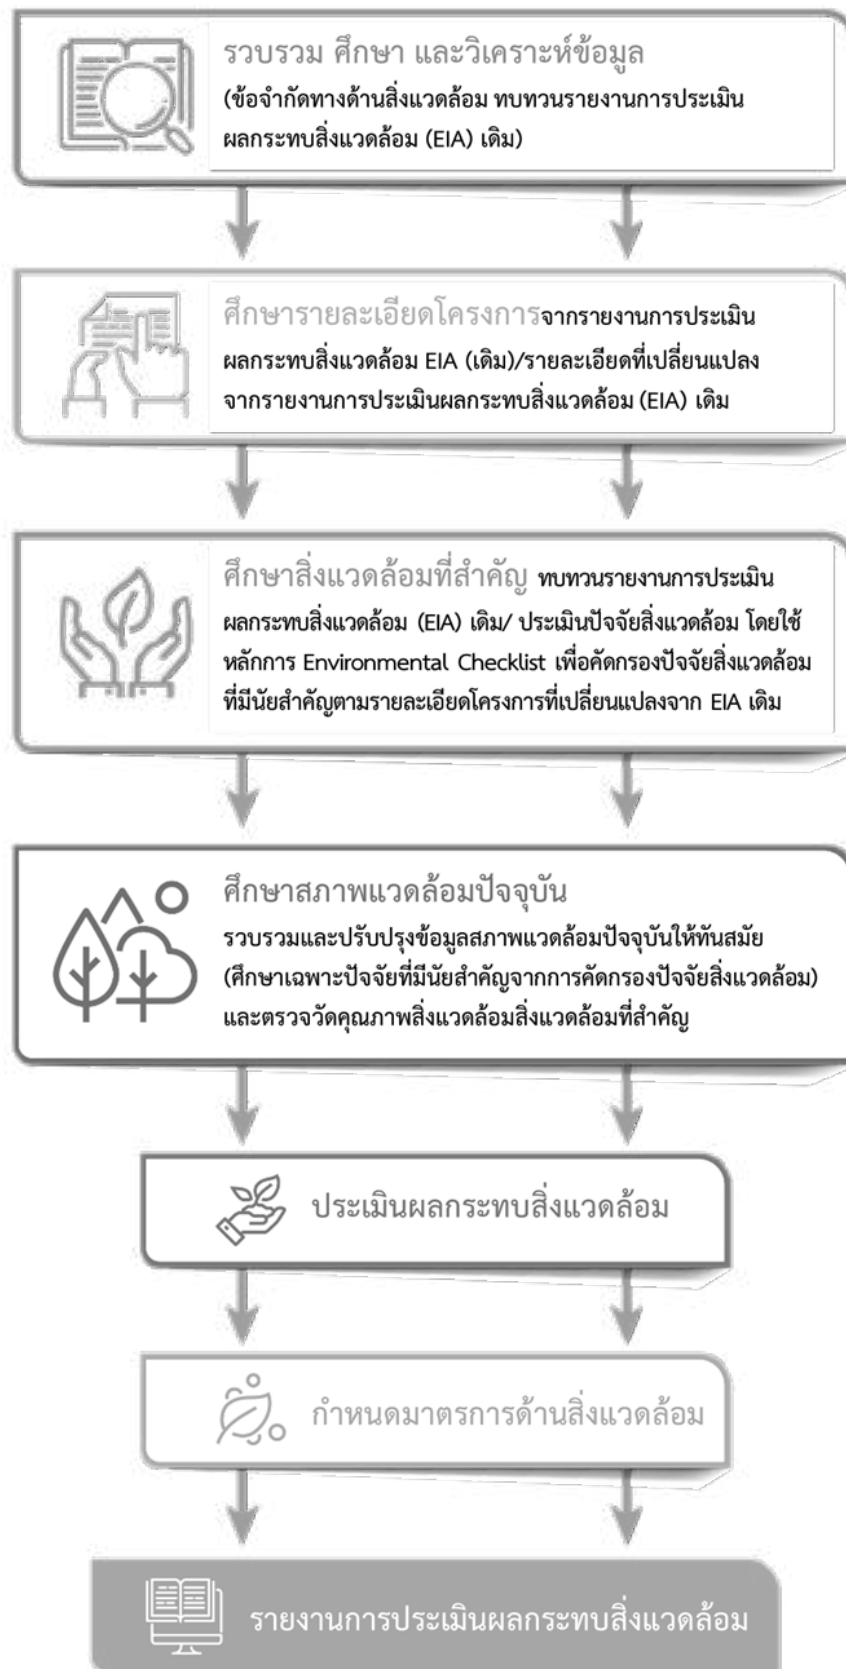 รวบรวม ศึกษา และวิเคราะห์ข้อมูล
(ข้อจำกัดทางด้านสิ่งแวดล้อม ทบทวนรายงานการประเมิน
ผลกระทบสิ่งแวดล้อม (EIA) เดิม)
ศึกษารายละเอียดโครงการจากรายงานการประเมิน
ผลกระทบสิ่งแวดล้อม EIA (เดิม)/รายละเอียดที่เปลี่ยนแปลง
จากรายงานการประเมินผลกระทบสิ่งแวดล้อม (EIA) เดิม
ศึกษาสิ่งแวดล้อมที่สำคัญ ทบทวนรายงานการประเมิน
ผลกระทบสิ่งแวดล้อม (EIA) เดิม/ ประเมินปัจจัยสิ่งแวดล้อม โดยใช้
หลักการ Environmental Checklist เพื่อคัดกรองปัจจัยสิ่งแวดล้อม
ที่มีนัยสำคัญตามรายละเอียดโครงการที่เปลี่ยนแปลงจาก EIA เดิม
ศึกษาสภาพแวดล้อมปัจจุบัน
รวบรวมและปรับปรุงข้อมูลสภาพแวดล้อมปัจจุบันให้ทันสมัย
(ศึกษาเฉพาะปัจจัยที่มีนัยสำคัญจากการคัดกรองปัจจัยสิ่งแวดล้อม)
และตรวจวัดคุณภาพสิ่งแวดล้อมสิ่งแวดล้อมที่สำคัญ
ประเมินผลกระทบสิ่งแวดล้อม
กำหนดมาตรการด้านสิ่งแวดล้อม
รายงานการประเมินผลกระทบสิ่งแวดล้อม